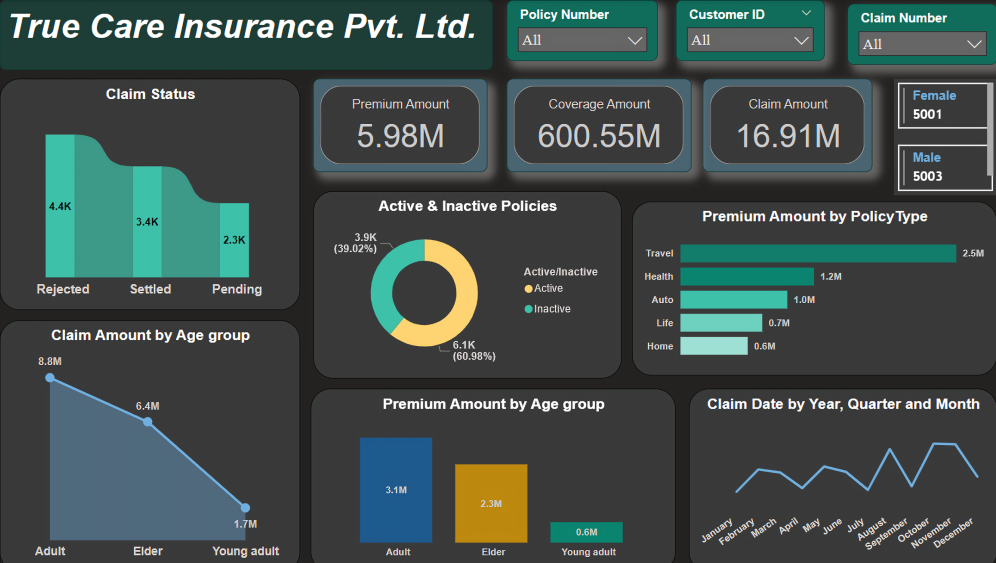 True Care Insurance Pvt. Ltd.
Policy Number
All
Customer ID
All
Claim Number
All
Claim Status
4.4K
3.4K
2.3K
Rejected
Settled
Pending
Premium Amount
5.98M
Coverage Amount
600.55M
Claim Amount
16.91M
Female
5001
Male
5003
Active & Inactive Policies
3.9K
(39.02%)
6.1K
(60.98%)
Active/Inactive
Active
Inactive
Premium Amount by PolicyType
Travel 2.5M
Health 1.2M
Auto 1.0M
Life 0.7M
Home 0.6M
Claim Amount by Age group
8.8M
6.4M
1.7M
Adult
Elder
Young adult
Premium Amount by Age group
3.1M
2.3M
0.6M
Adult
Elder
Young adult
Claim Date by Year, Quarter and Month
January
February
March
April
May
June
July
August
September
October
November
December